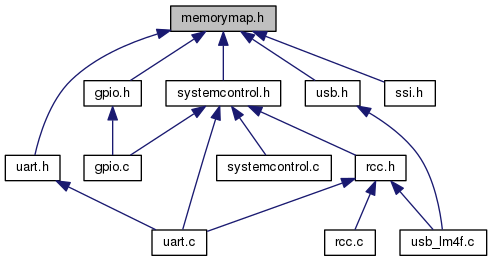 memorymap.h
gpio.h
systemcontrol.h
usb.h
ssi.h
uart.h
gpio.c
systemcontrol.c
rcc.h
uart.c
rcc.c
usb_lm4f.c